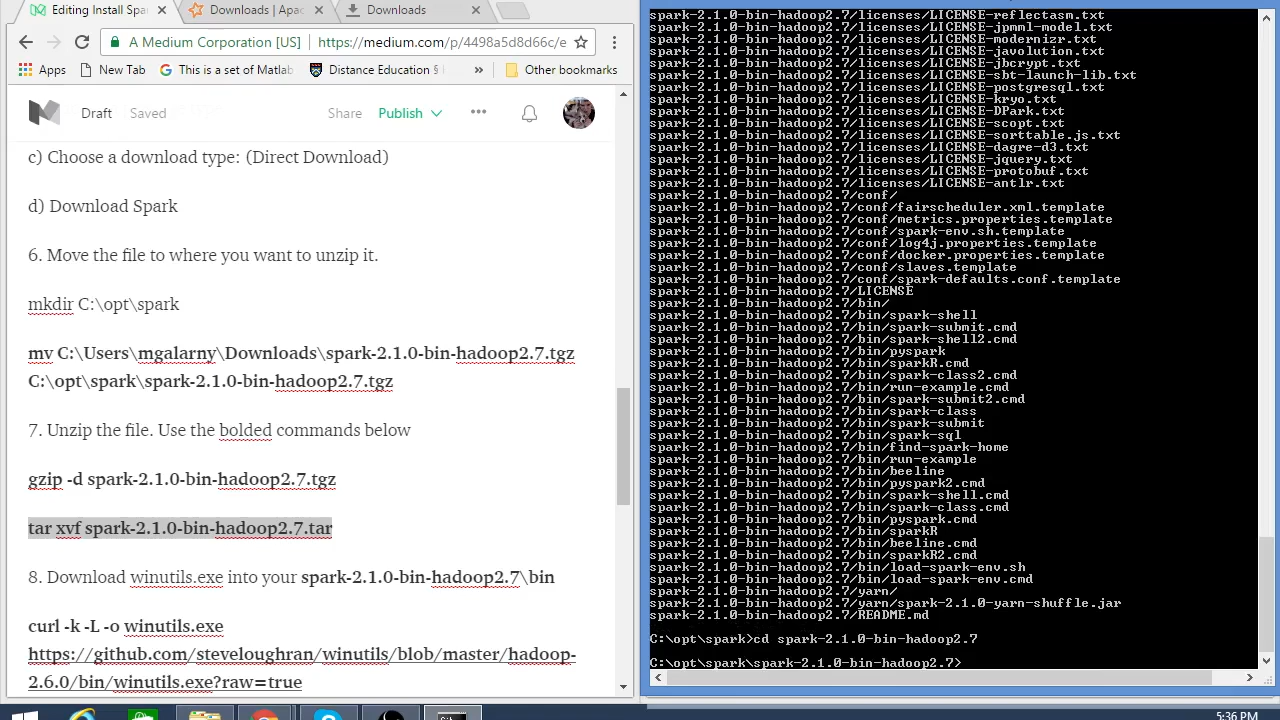 Editing Install Spar
Downloads | Apac
Downloads
A Medium Corporation [US]
https://medium.com/p/4498a5d8d66c/e
Apps
New Tab
This is a set of Matlab
Distance Education §
»
Other bookmarks
Draft
Saved
Share
Publish
c) Choose a download type: (Direct Download)
d) Download Spark
6. Move the file to where you want to unzip it.
mkdir C:\opt\spark
mv C:\Users\mgalarny\Downloads\spark-2.1.0-bin-hadoop2.7.tgz
C:\opt\spark\spark-2.1.0-bin-hadoop2.7.tgz
7. Unzip the file. Use the bolded commands below
gzip -d spark-2.1.0-bin-hadoop2.7.tgz
tar xvf spark-2.1.0-bin-hadoop2.7.tar
8. Download winutils.exe into your spark-2.1.0-bin-hadoop2.7\bin
curl -k -L -o winutils.exe
https://github.com/steveloughran/winutils/blob/master/hadoop-
2.6.0/bin/winutils.exe?raw=true
spark-2.1.0-bin-hadoop2.7/licenses/LICENSE-reflectasm.txt
spark-2.1.0-bin-hadoop2.7/licenses/LICENSE-jpmml-model.txt
spark-2.1.0-bin-hadoop2.7/licenses/LICENSE-modernizr.txt
spark-2.1.0-bin-hadoop2.7/licenses/LICENSE-javolution.txt
spark-2.1.0-bin-hadoop2.7/licenses/LICENSE-jbcrypt.txt
spark-2.1.0-bin-hadoop2.7/licenses/LICENSE-sbt-launch-lib.txt
spark-2.1.0-bin-hadoop2.7/licenses/LICENSE-postgresql.txt
spark-2.1.0-bin-hadoop2.7/licenses/LICENSE-kryo.txt
spark-2.1.0-bin-hadoop2.7/licenses/LICENSE-DPark.txt
spark-2.1.0-bin-hadoop2.7/licenses/LICENSE-scopt.txt
spark-2.1.0-bin-hadoop2.7/licenses/LICENSE-sorttable.js.txt
spark-2.1.0-bin-hadoop2.7/licenses/LICENSE-dagre-d3.txt
spark-2.1.0-bin-hadoop2.7/licenses/LICENSE-jquery.txt
spark-2.1.0-bin-hadoop2.7/licenses/LICENSE-protobuf.txt
spark-2.1.0-bin-hadoop2.7/licenses/LICENSE-antlr.txt
spark-2.1.0-bin-hadoop2.7/conf/
spark-2.1.0-bin-hadoop2.7/conf/fairscheduler.xml.template
spark-2.1.0-bin-hadoop2.7/conf/metrics.properties.template
spark-2.1.0-bin-hadoop2.7/conf/spark-env.sh.template
spark-2.1.0-bin-hadoop2.7/conf/log4j.properties.template
spark-2.1.0-bin-hadoop2.7/conf/docker.properties.template
spark-2.1.0-bin-hadoop2.7/conf/slaves.template
spark-2.1.0-bin-hadoop2.7/conf/spark-defaults.conf.template
spark-2.1.0-bin-hadoop2.7/LICENSE
spark-2.1.0-bin-hadoop2.7/bin/
spark-2.1.0-bin-hadoop2.7/bin/spark-shell
spark-2.1.0-bin-hadoop2.7/bin/spark-submit.cmd
spark-2.1.0-bin-hadoop2.7/bin/spark-shell2.cmd
spark-2.1.0-bin-hadoop2.7/bin/pyspark
spark-2.1.0-bin-hadoop2.7/bin/sparkR.cmd
spark-2.1.0-bin-hadoop2.7/bin/spark-class2.cmd
spark-2.1.0-bin-hadoop2.7/bin/run-example.cmd
spark-2.1.0-bin-hadoop2.7/bin/spark-submit2.cmd
spark-2.1.0-bin-hadoop2.7/bin/spark-class
spark-2.1.0-bin-hadoop2.7/bin/spark-submit
spark-2.1.0-bin-hadoop2.7/bin/spark-sql
spark-2.1.0-bin-hadoop2.7/bin/find-spark-home
spark-2.1.0-bin-hadoop2.7/bin/run-example
spark-2.1.0-bin-hadoop2.7/bin/beeline
spark-2.1.0-bin-hadoop2.7/bin/pyspark2.cmd
spark-2.1.0-bin-hadoop2.7/bin/spark-shell.cmd
spark-2.1.0-bin-hadoop2.7/bin/spark-class.cmd
spark-2.1.0-bin-hadoop2.7/bin/pyspark.cmd
spark-2.1.0-bin-hadoop2.7/bin/sparkR
spark-2.1.0-bin-hadoop2.7/bin/beeline.cmd
spark-2.1.0-bin-hadoop2.7/bin/sparkR2.cmd
spark-2.1.0-bin-hadoop2.7/bin/load-spark-env.sh
spark-2.1.0-bin-hadoop2.7/bin/load-spark-env.cmd
spark-2.1.0-bin-hadoop2.7/yarn/
spark-2.1.0-bin-hadoop2.7/yarn/spark-2.1.0-yarn-shuffle.jar
spark-2.1.0-bin-hadoop2.7/README.md
C:\opt\spark>cd spark-2.1.0-bin-hadoop2.7
C:\opt\spark\spark-2.1.0-bin-hadoop2.7>
5:36 PM